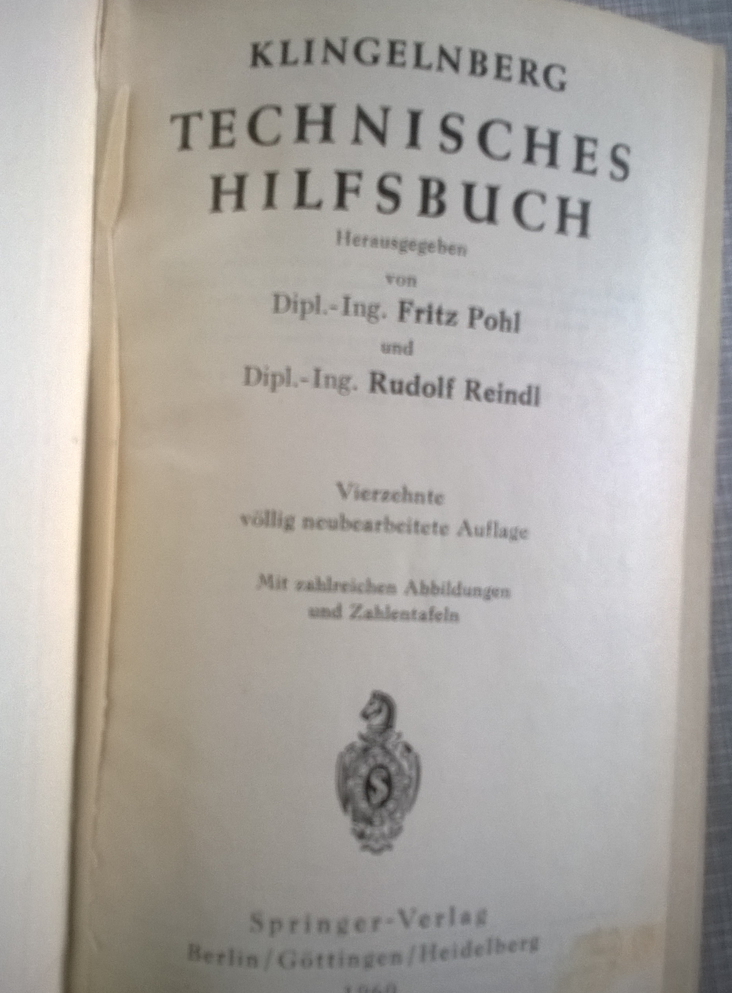 KLINGELNBERG
TECHNISCHES
HILFSBUCH
Herausgegeben
von
Dipl.-Ing. Fritz Pohl
und
Dipl.-Ing. Rudolf Reindl
Vierzehnte
völlig neubearbeitete Auflage
Mit zahlreichen Abbildungen
und Zahlentafeln
S
Springer-Verlag
Berlin/Göttingen/Heidelberg
1960